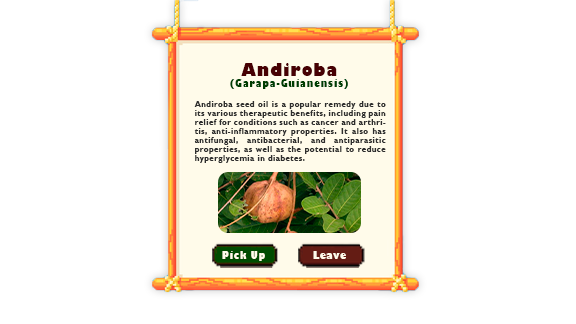 Andiroba
(Garapa-Guianensis)
Andiroba seed oil is a popular remedy due to
its various therapeutic benefits, including pain
relief for conditions such as cancer and arthri-
tis, anti-inflammatory properties. It also has
antifungal, antibacterial, and antiparasitic
properties, as well as the potential to reduce
hyperglycemia in diabetes.
Pick Up
Leave